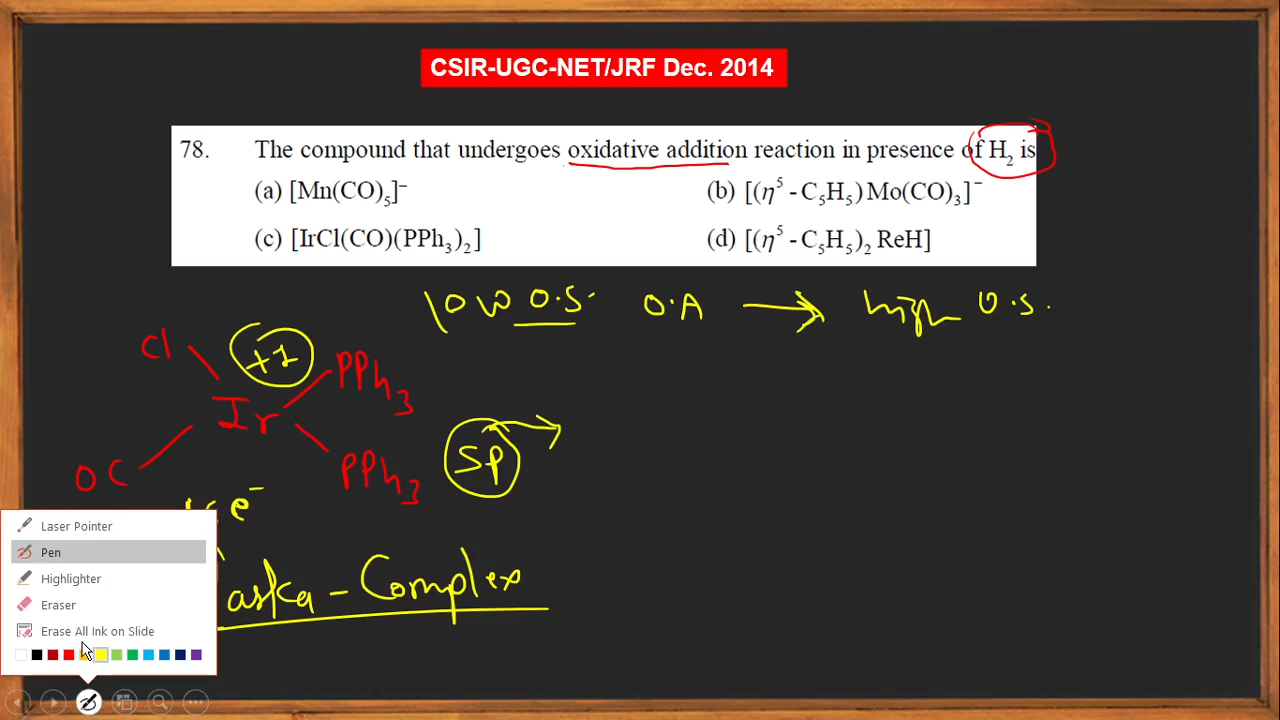 CSIR-UGC-NET/JRF Dec. 2014
78. The compound that undergoes oxidative addition reaction in presence of H₂ is
(a) [Mn(CO)₅]⁻ (b) [(η⁵ - C₅H₅) Mo(CO)₃]⁻
(c) [IrCl(CO)(PPh₃)₂] (d) [(η⁵ - C₅H₅)₂ ReH]
low O.S. O.A → high O.S.
Cl +1 PPh₃
Ir
OC PPh₃ Sp
e⁻
aska - Complex
Laser Pointer
Pen
Highlighter
Eraser
Erase All Ink on Slide